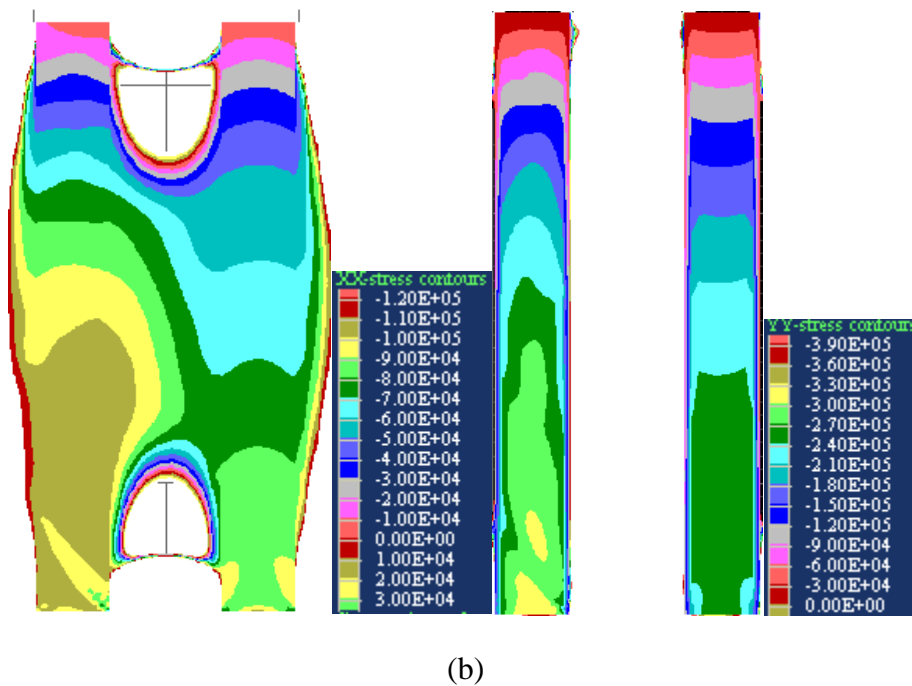 XX-stress contours
-1.20E+05
-1.10E+05
-1.00E+05
-9.00E+04
-8.00E+04
-7.00E+04
-6.00E+04
-5.00E+04
-4.00E+04
-3.00E+04
-2.00E+04
-1.00E+04
0.00E+00
1.00E+04
2.00E+04
3.00E+04
YY-stress contours
-3.90E+05
-3.60E+05
-3.30E+05
-3.00E+05
-2.70E+05
-2.40E+05
-2.10E+05
-1.80E+05
-1.50E+05
-1.20E+05
-9.00E+04
-6.00E+04
-3.00E+04
0.00E+00
(b)